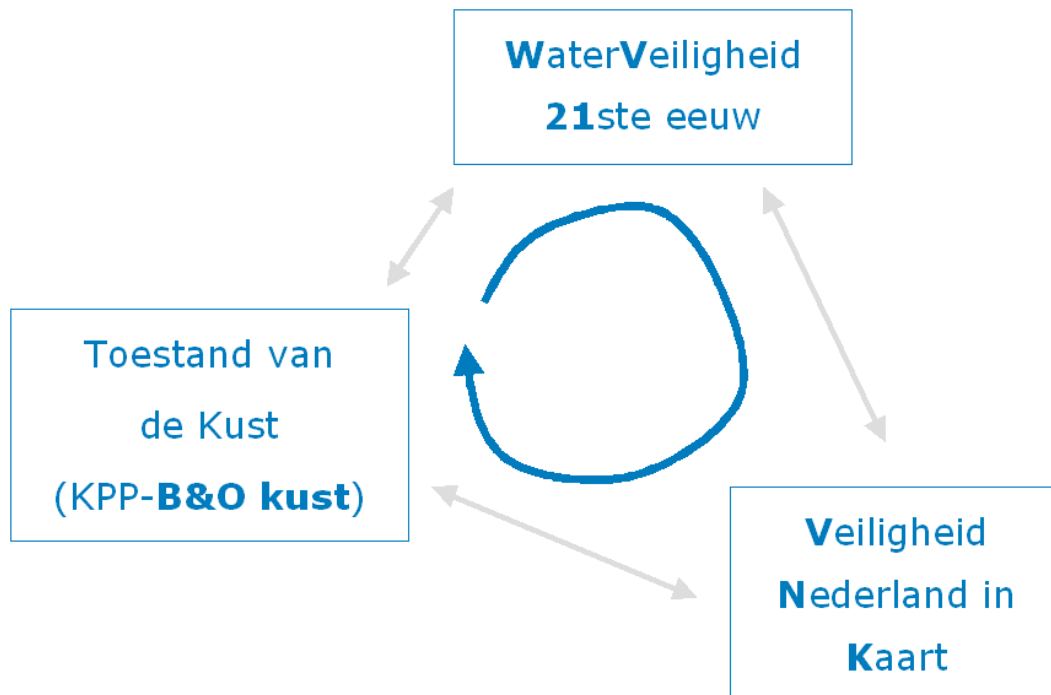 WaterVeiligheid
21ste eeuw
Toestand van
de Kust
(KPP-B&O kust)
Veiligheid
Nederland in
Kaart